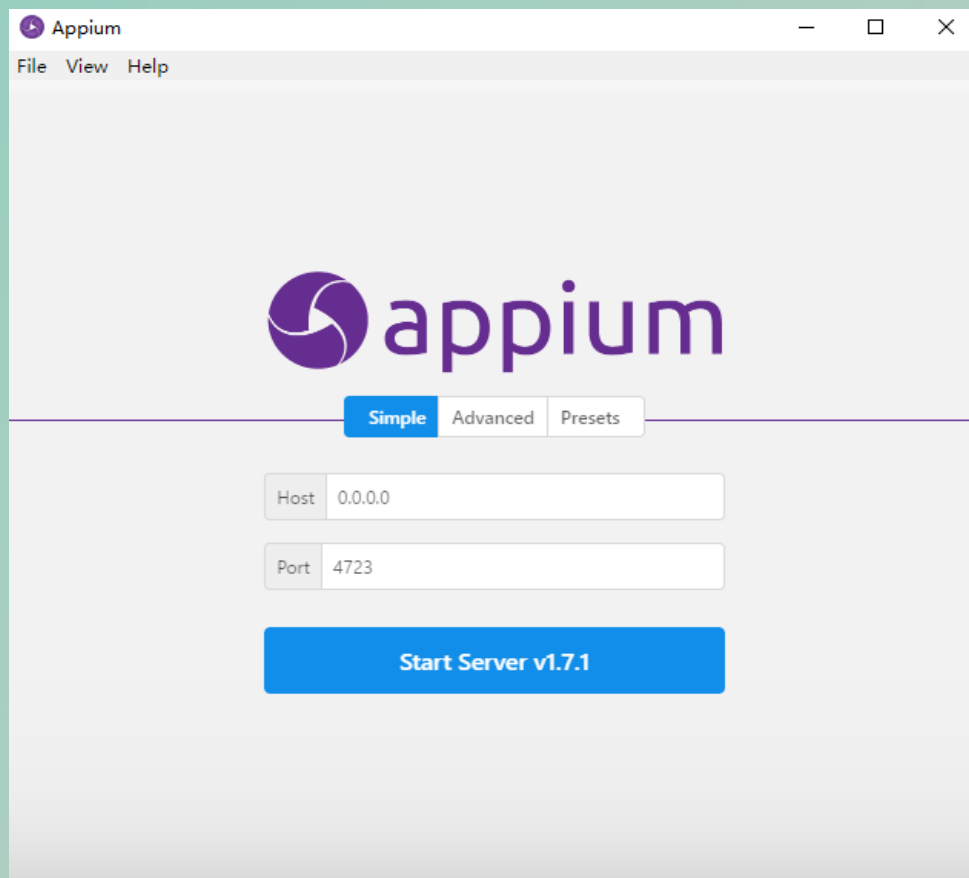 Appium
File View Help
appium
Simple Advanced Presets
Host 0.0.0.0
Port 4723
Start Server v1.7.1